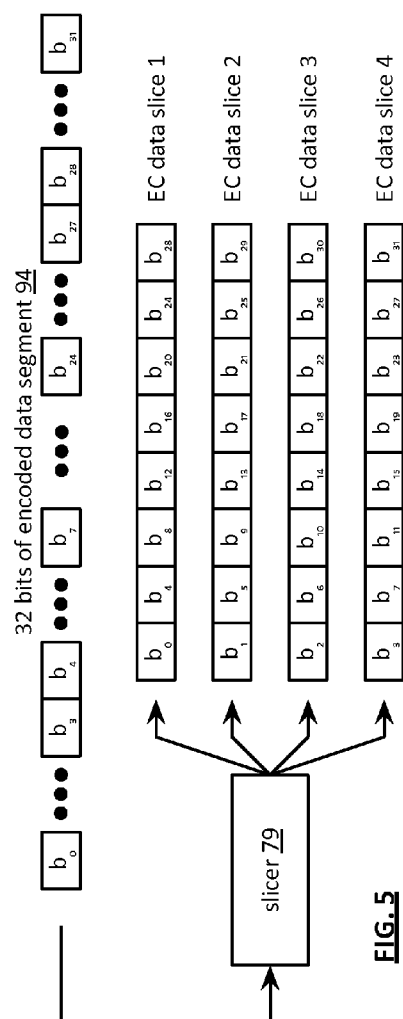 32 bits of encoded data segment 94
b0 ●●● b3 b4 ●●● b7 ●●● b24 ●●● b27 b28 ●●● b31
b0 b4 b8 b12 b16 b20 b24 b28 EC data slice 1
b1 b5 b9 b13 b17 b21 b25 b29 EC data slice 2
slicer 79
b2 b6 b10 b14 b18 b22 b26 b30 EC data slice 3
b3 b7 b11 b15 b19 b23 b27 b31 EC data slice 4
FIG. 5